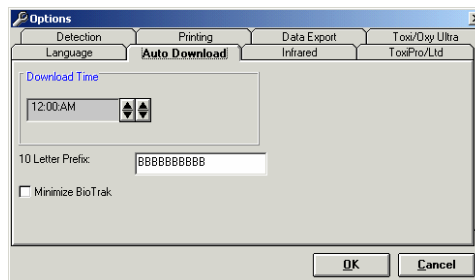 Options
Detection Printing Data Export Toxi/Oxy Ultra
Language Auto Download Infrared ToxiPro/Ltd
Download Time
12:00:AM
10 Letter Prefix: BBBBBBBBBB
Minimize BioTrak
OK Cancel